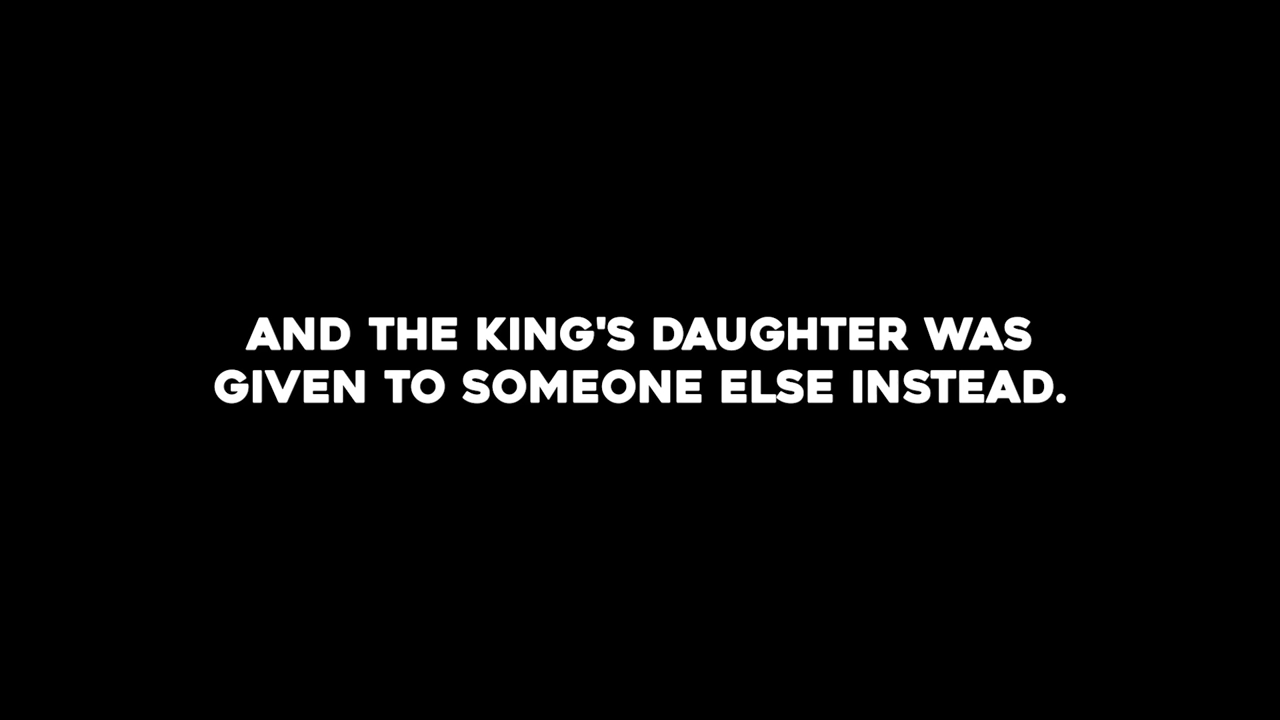 AND THE KING'S DAUGHTER WAS
GIVEN TO SOMEONE ELSE INSTEAD.